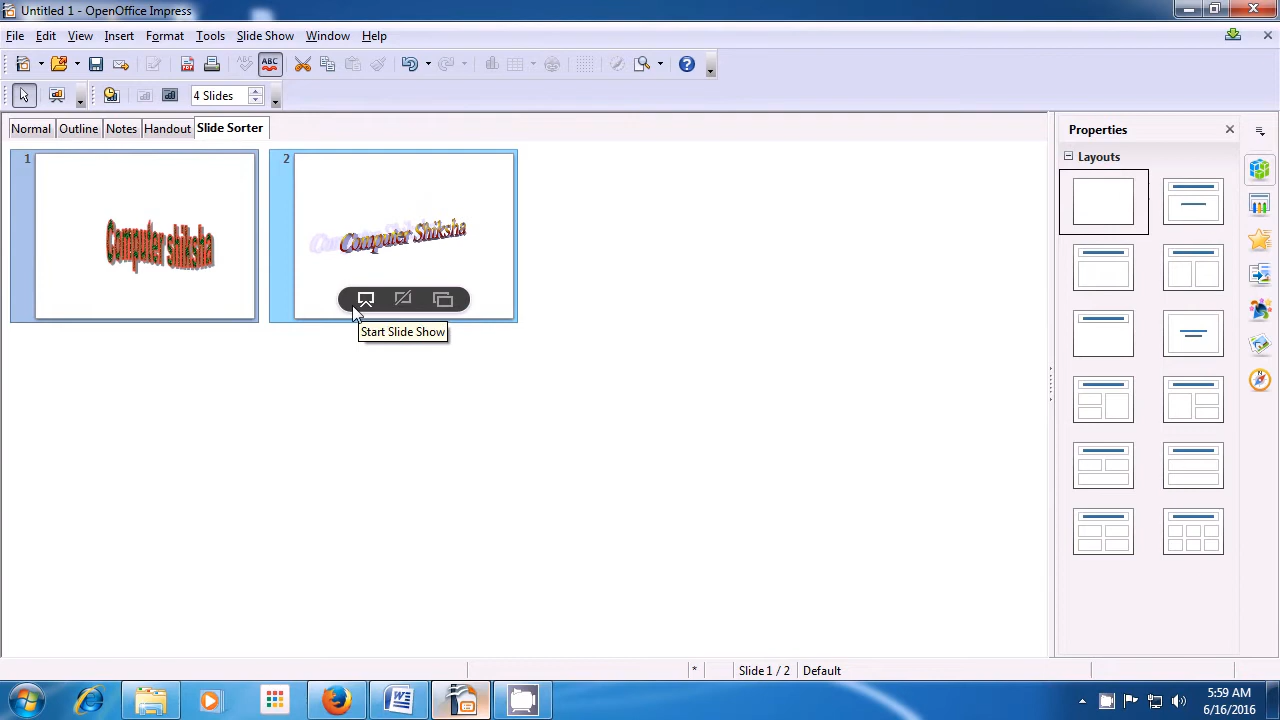 Untitled 1 - OpenOffice Impress
File Edit View Insert Format Tools Slide Show Window Help
ABC ABC
4 Slides
Normal Outline Notes Handout Slide Sorter
Properties
Layouts
1
2
Computer shiksha
Computer Shiksha
Start Slide Show
* Slide 1 / 2 Default
5:59 AM
6/16/2016